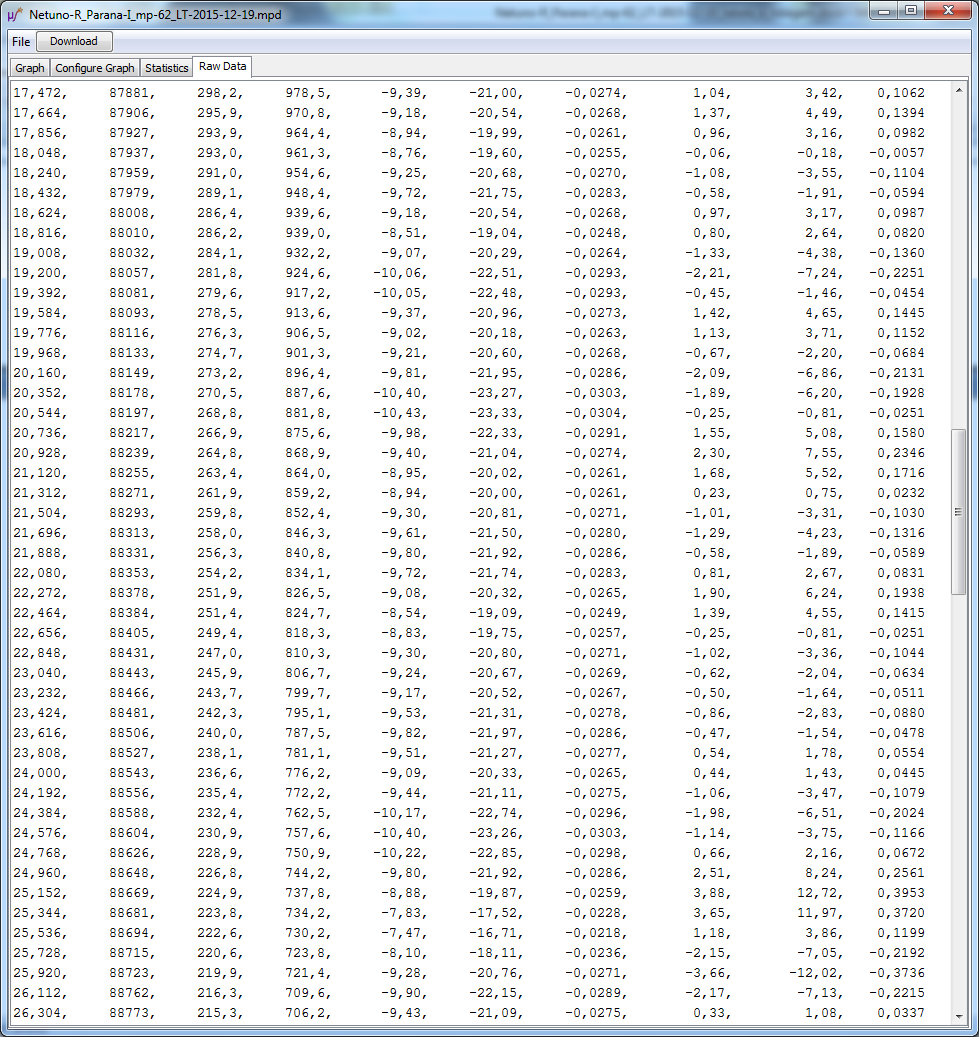 Netuno-R_Parana-I_mp-62_LT-2015-12-19.mpd
File Download
Graph Configure Graph Statistics Raw Data
17,472, 87881, 298,2, 978,5, -9,39, -21,00, -0,0274, 1,04, 3,42, 0,1062
17,664, 87906, 295,9, 970,8, -9,18, -20,54, -0,0268, 1,37, 4,49, 0,1394
17,856, 87927, 293,9, 964,4, -8,94, -19,99, -0,0261, 0,96, 3,16, 0,0982
18,048, 87937, 293,0, 961,3, -8,76, -19,60, -0,0255, -0,06, -0,18, -0,0057
18,240, 87959, 291,0, 954,6, -9,25, -20,68, -0,0270, -1,08, -3,55, -0,1104
18,432, 87979, 289,1, 948,4, -9,72, -21,75, -0,0283, -0,58, -1,91, -0,0594
18,624, 88008, 286,4, 939,6, -9,18, -20,54, -0,0268, 0,97, 3,17, 0,0987
18,816, 88010, 286,2, 939,0, -8,51, -19,04, -0,0248, 0,80, 2,64, 0,0820
19,008, 88032, 284,1, 932,2, -9,07, -20,29, -0,0264, -1,33, -4,38, -0,1360
19,200, 88057, 281,8, 924,6, -10,06, -22,51, -0,0293, -2,21, -7,24, -0,2251
19,392, 88081, 279,6, 917,2, -10,05, -22,48, -0,0293, -0,45, -1,46, -0,0454
19,584, 88093, 278,5, 913,6, -9,37, -20,96, -0,0273, 1,42, 4,65, 0,1445
19,776, 88116, 276,3, 906,5, -9,02, -20,18, -0,0263, 1,13, 3,71, 0,1152
19,968, 88133, 274,7, 901,3, -9,21, -20,60, -0,0268, -0,67, -2,20, -0,0684
20,160, 88149, 273,2, 896,4, -9,81, -21,95, -0,0286, -2,09, -6,86, -0,2131
20,352, 88178, 270,5, 887,6, -10,40, -23,27, -0,0303, -1,89, -6,20, -0,1928
20,544, 88197, 268,8, 881,8, -10,43, -23,33, -0,0304, -0,25, -0,81, -0,0251
20,736, 88217, 266,9, 875,6, -9,98, -22,33, -0,0291, 1,55, 5,08, 0,1580
20,928, 88239, 264,8, 868,9, -9,40, -21,04, -0,0274, 2,30, 7,55, 0,2346
21,120, 88255, 263,4, 864,0, -8,95, -20,02, -0,0261, 1,68, 5,52, 0,1716
21,312, 88271, 261,9, 859,2, -8,94, -20,00, -0,0261, 0,23, 0,75, 0,0232
21,504, 88293, 259,8, 852,4, -9,30, -20,81, -0,0271, -1,01, -3,31, -0,1030
21,696, 88313, 258,0, 846,3, -9,61, -21,50, -0,0280, -1,29, -4,23, -0,1316
21,888, 88331, 256,3, 840,8, -9,80, -21,92, -0,0286, -0,58, -1,89, -0,0589
22,080, 88353, 254,2, 834,1, -9,72, -21,74, -0,0283, 0,81, 2,67, 0,0831
22,272, 88378, 251,9, 826,5, -9,08, -20,32, -0,0265, 1,90, 6,24, 0,1938
22,464, 88384, 251,4, 824,7, -8,54, -19,09, -0,0249, 1,39, 4,55, 0,1415
22,656, 88405, 249,4, 818,3, -8,83, -19,75, -0,0257, -0,25, -0,81, -0,0251
22,848, 88431, 247,0, 810,3, -9,30, -20,80, -0,0271, -1,02, -3,36, -0,1044
23,040, 88443, 245,9, 806,7, -9,24, -20,67, -0,0269, -0,62, -2,04, -0,0634
23,232, 88466, 243,7, 799,7, -9,17, -20,52, -0,0267, -0,50, -1,64, -0,0511
23,424, 88481, 242,3, 795,1, -9,53, -21,31, -0,0278, -0,86, -2,83, -0,0880
23,616, 88506, 240,0, 787,5, -9,82, -21,97, -0,0286, -0,47, -1,54, -0,0478
23,808, 88527, 238,1, 781,1, -9,51, -21,27, -0,0277, 0,54, 1,78, 0,0554
24,000, 88543, 236,6, 776,2, -9,09, -20,33, -0,0265, 0,44, 1,43, 0,0445
24,192, 88556, 235,4, 772,2, -9,44, -21,11, -0,0275, -1,06, -3,47, -0,1079
24,384, 88588, 232,4, 762,5, -10,17, -22,74, -0,0296, -1,98, -6,51, -0,2024
24,576, 88604, 230,9, 757,6, -10,40, -23,26, -0,0303, -1,14, -3,75, -0,1166
24,768, 88626, 228,9, 750,9, -10,22, -22,85, -0,0298, 0,66, 2,16, 0,0672
24,960, 88648, 226,8, 744,2, -9,80, -21,92, -0,0286, 2,51, 8,24, 0,2561
25,152, 88669, 224,9, 737,8, -8,88, -19,87, -0,0259, 3,88, 12,72, 0,3953
25,344, 88681, 223,8, 734,2, -7,83, -17,52, -0,0228, 3,65, 11,97, 0,3720
25,536, 88694, 222,6, 730,2, -7,47, -16,71, -0,0218, 1,18, 3,86, 0,1199
25,728, 88715, 220,6, 723,8, -8,10, -18,11, -0,0236, -2,15, -7,05, -0,2192
25,920, 88723, 219,9, 721,4, -9,28, -20,76, -0,0271, -3,66, -12,02, -0,3736
26,112, 88762, 216,3, 709,6, -9,90, -22,15, -0,0289, -2,17, -7,13, -0,2215
26,304, 88773, 215,3, 706,2, -9,43, -21,09, -0,0275, 0,33, 1,08, 0,0337